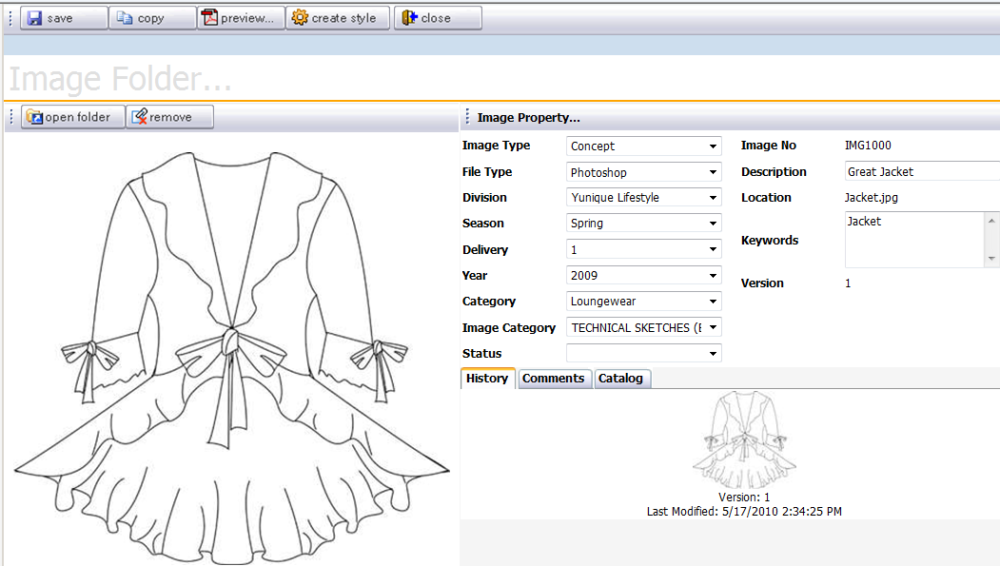 save copy preview... create style close
Image Folder...
open folder remove
Image Property...
Image Type Concept Image No IMG1000
File Type Photoshop Description Great Jacket
Division Yunique Lifestyle Location Jacket.jpg
Season Spring Keywords Jacket
Delivery 1
Year 2009 Version 1
Category Loungewear
Image Category TECHNICAL SKETCHES (E
Status
History Comments Catalog
Version: 1
Last Modified: 5/17/2010 2:34:25 PM